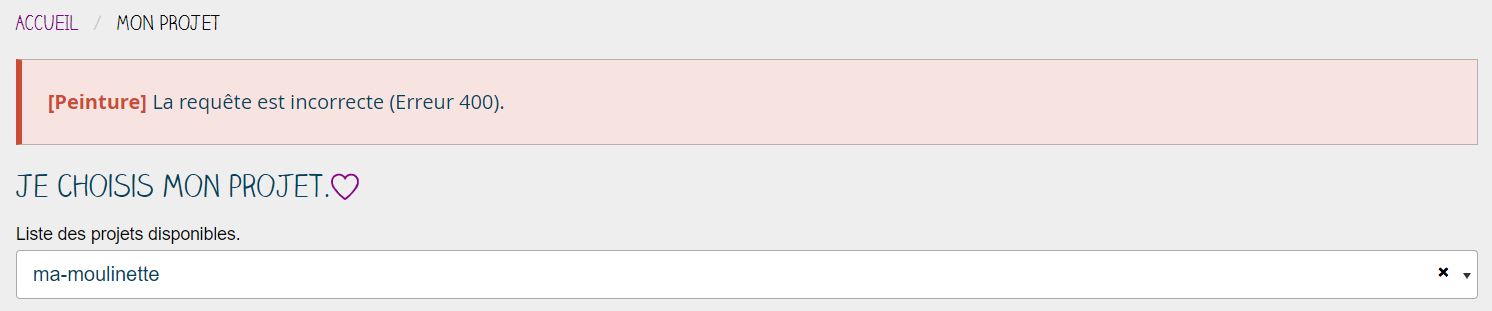 ACCUEIL / MON PROJET
[Peinture] La requête est incorrecte (Erreur 400).
JE CHOISIS MON PROJET.
Liste des projets disponibles.
ma-moulinette